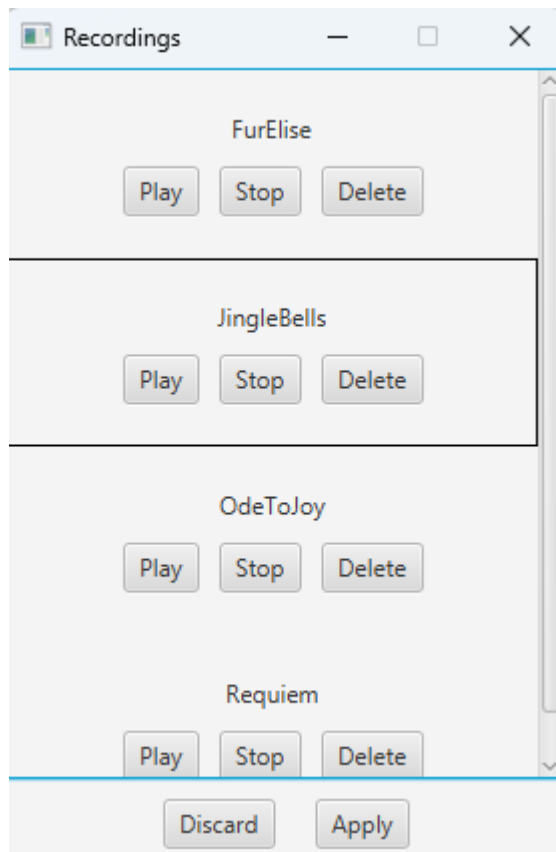 Recordings
FurElise
Play Stop Delete
JingleBells
Play Stop Delete
OdeToJoy
Play Stop Delete
Requiem
Play Stop Delete
Discard Apply